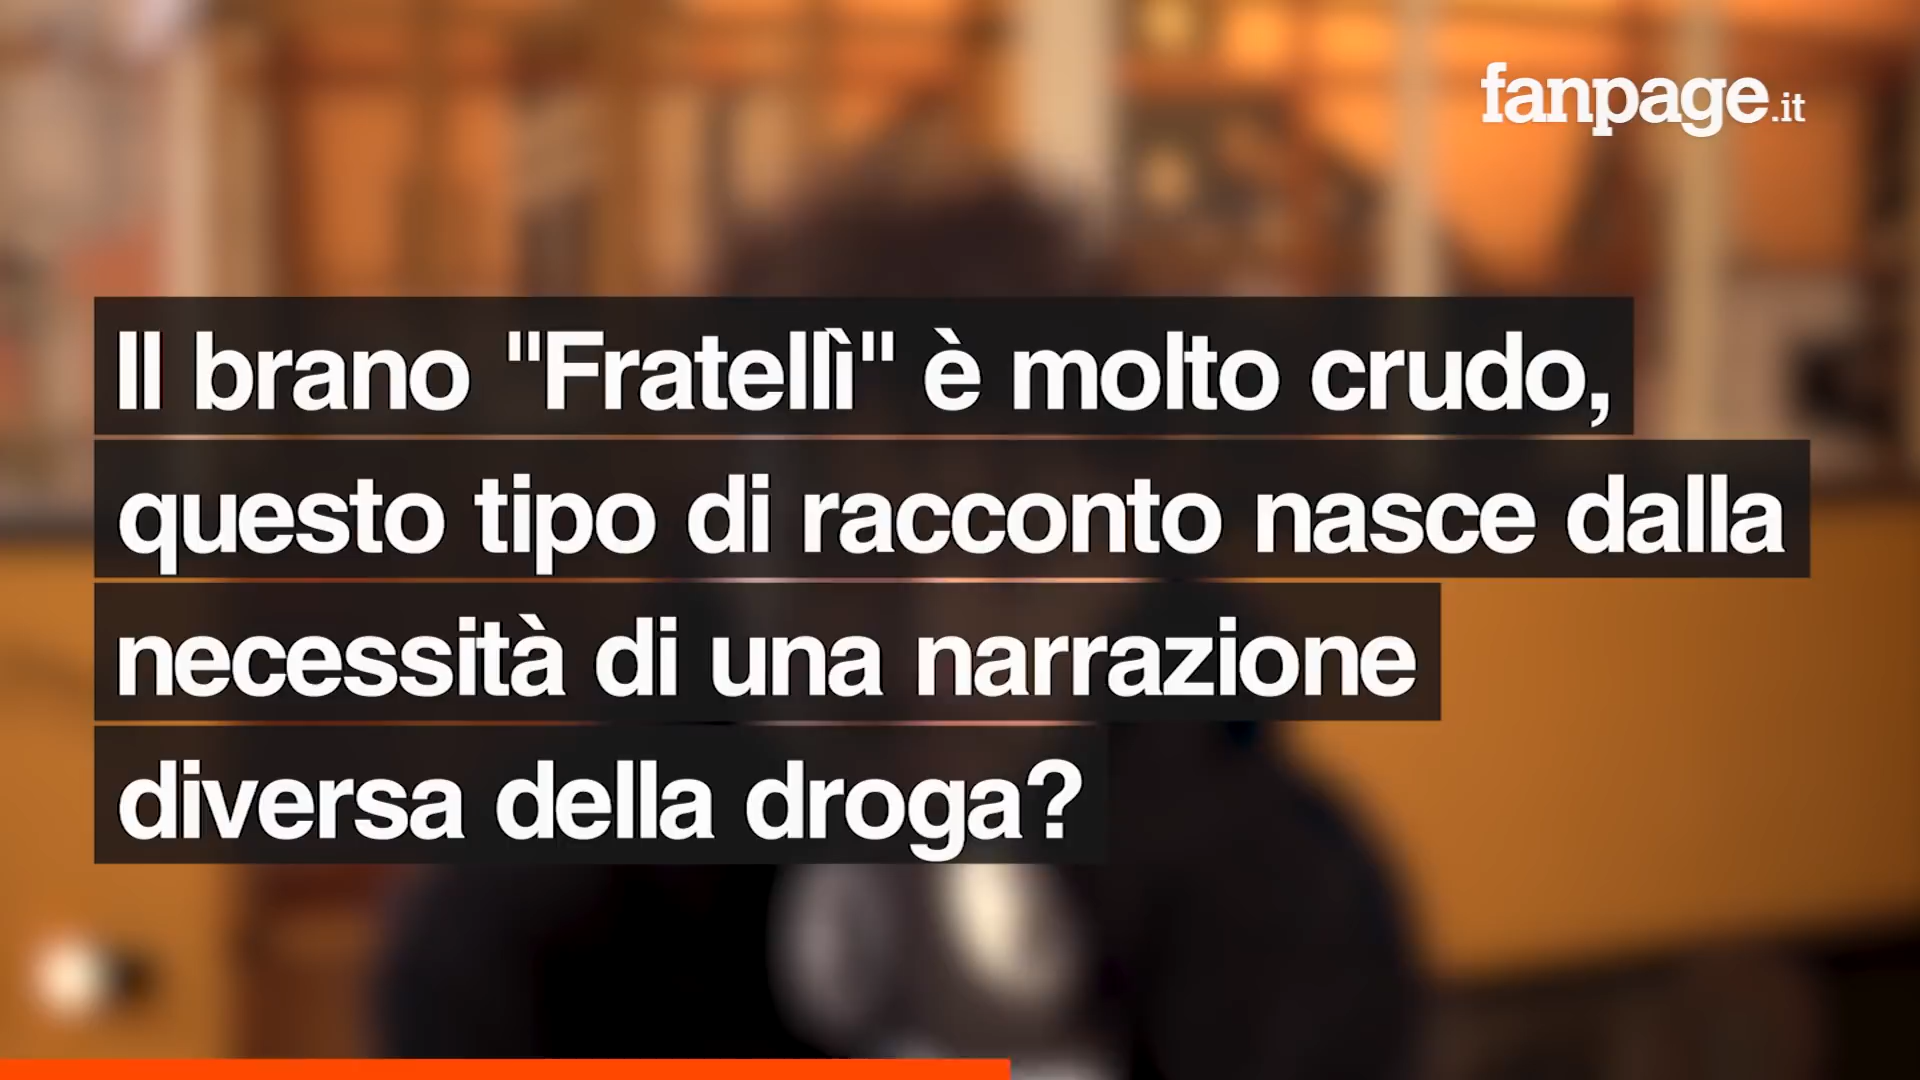 fanpage.it
Il brano "Fratellì" è molto crudo,
questo tipo di racconto nasce dalla
necessità di una narrazione
diversa della droga?